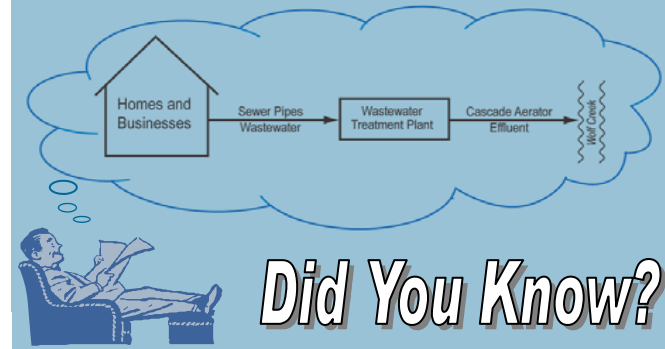 Homes and
Businesses
Sewer Pipes
Wastewater
Wastewater
Treatment Plant
Cascade Aerator
Effluent
Wolf Creek
Did You Know?